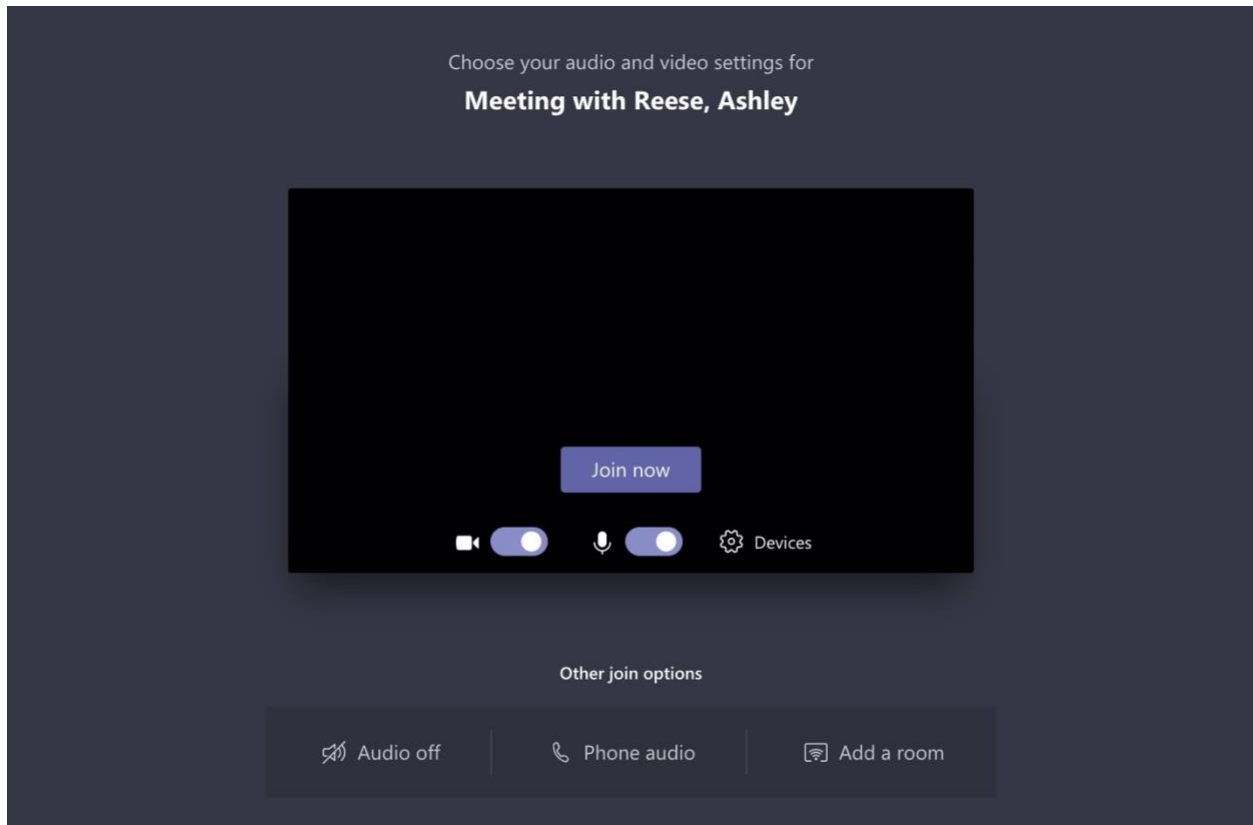 Choose your audio and video settings for
Meeting with Reese, Ashley
Join now
Devices
Other join options
Audio off
Phone audio
Add a room